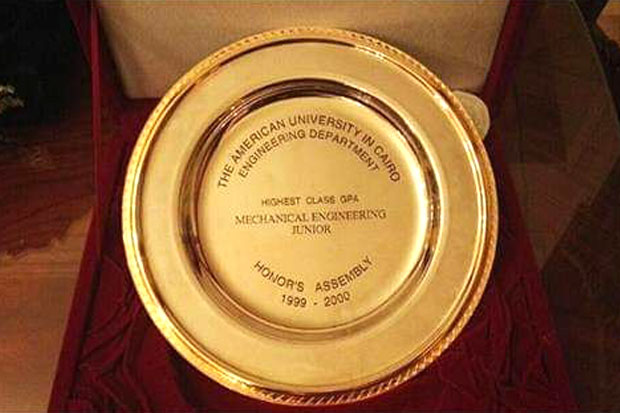 THE AMERICAN UNIVERSITY IN CAIRO
ENGINEERING DEPARTMENT
HIGHEST CLASS GPA
MECHANICAL ENGINEERING
JUNIOR
HONOR'S ASSEMBLY
1999 - 2000